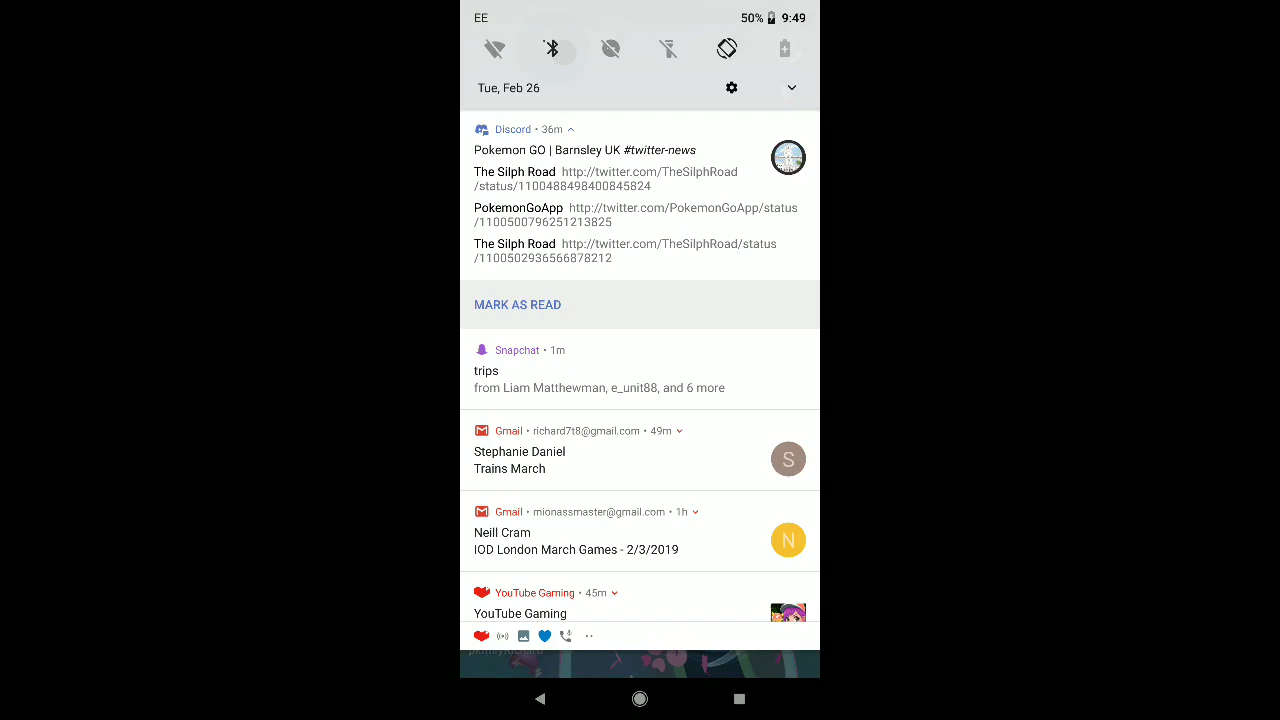 EE 50% 9:49
Tue, Feb 26
Discord • 36m
Pokemon GO | Barnsley UK #twitter-news
The Silph Road http://twitter.com/TheSilphRoad
/status/1100488498400845824
PokemonGoApp http://twitter.com/PokemonGoApp/status
/1100500796251213825
The Silph Road http://twitter.com/TheSilphRoad/status
/1100502936566878212
MARK AS READ
Snapchat • 1m
trips
from Liam Matthewman, e_unit88, and 6 more
Gmail • richard7t8@gmail.com • 49m
Stephanie Daniel
Trains March
S
Gmail • mionassmaster@gmail.com • 1h
Neill Cram
IOD London March Games - 2/3/2019
N
YouTube Gaming • 45m
YouTube Gaming